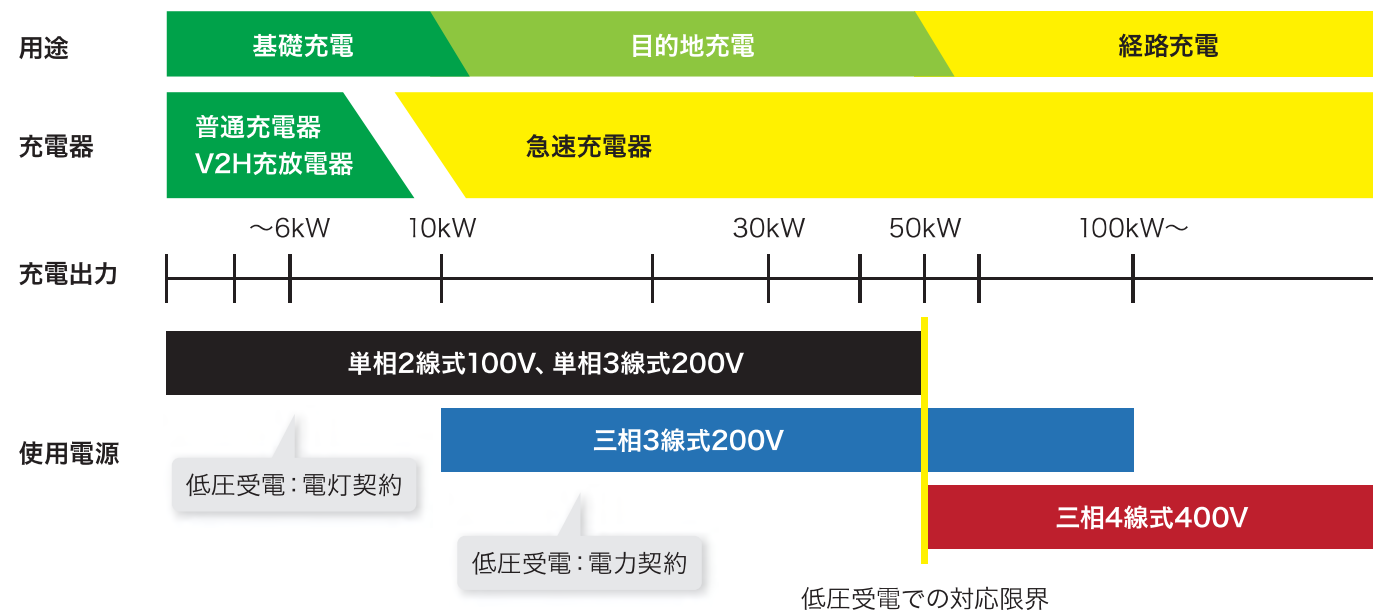 用途
基礎充電
目的地充電
経路充電
充電器
普通充電器
V2H充放電器
急速充電器
充電出力
～6kW
10kW
30kW
50kW
100kW～
使用電源
単相2線式100V、単相3線式200V
三相3線式200V
低圧受電：電灯契約
三相4線式400V
低圧受電：電力契約
低圧受電での対応限界